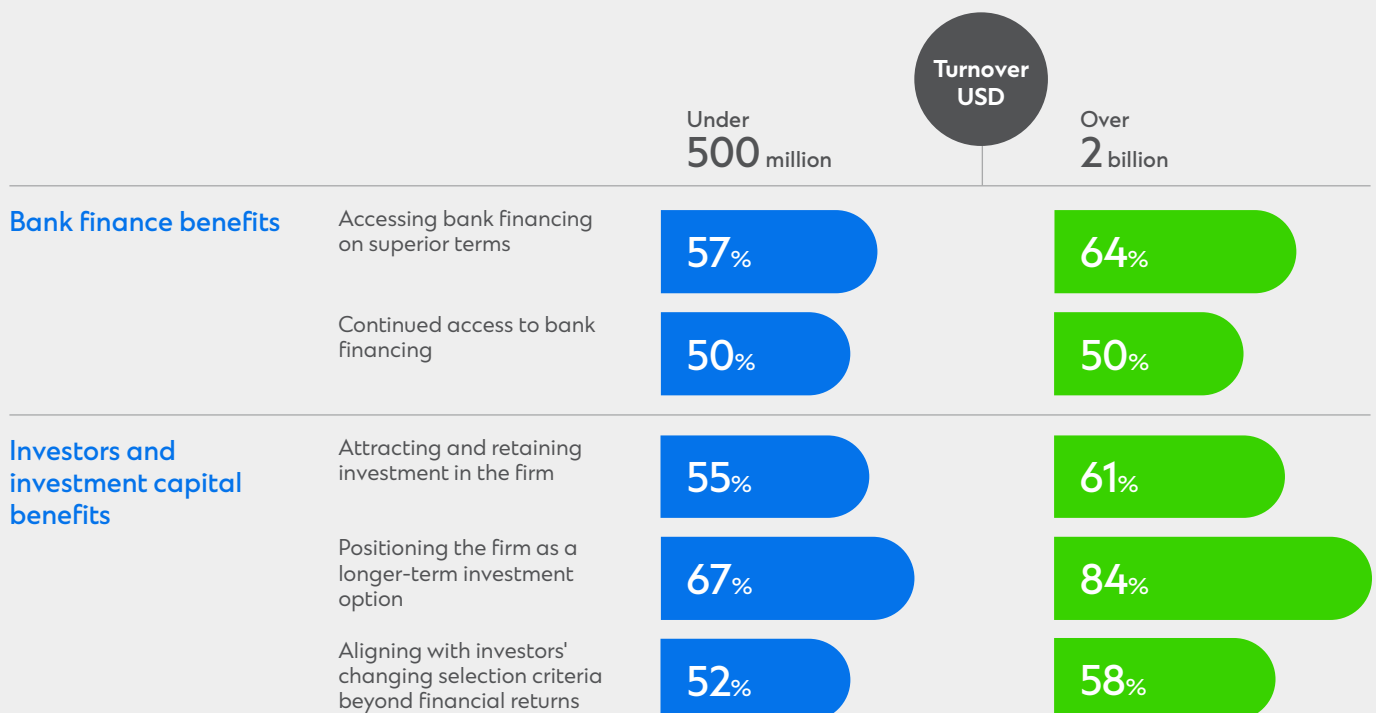 Turnover
USD
Under
500 million
Over
2 billion
Bank finance benefits
Accessing bank financing
on superior terms
57%
64%
Continued access to bank
financing
50%
50%
Investors and
investment capital
benefits
Attracting and retaining
investment in the firm
55%
61%
Positioning the firm as a
longer-term investment
option
67%
84%
Aligning with investors'
changing selection criteria
beyond financial returns
52%
58%